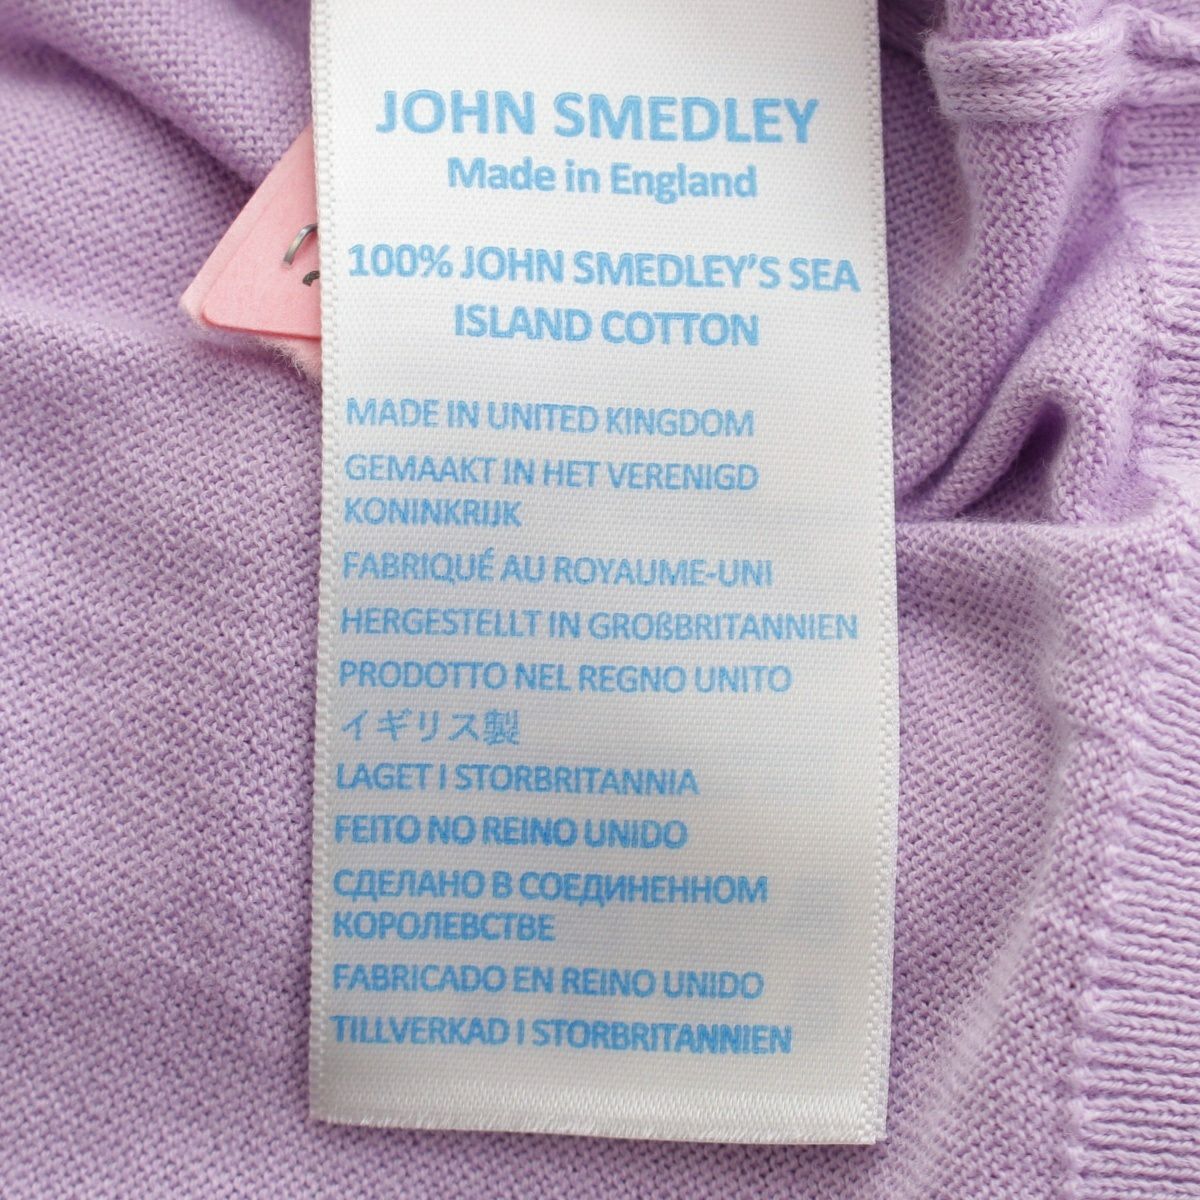 JOHN SMEDLEY
Made in England
100% JOHN SMEDLEY'S SEA
ISLAND COTTON
MADE IN UNITED KINGDOM
GEMAAKT IN HET VERENIGD
KONINKRIJK
FABRIQUÉ AU ROYAUME-UNI
HERGESTELLT IN GROßBRITANNIEN
PRODOTTO NEL REGNO UNITO
イギリス製
LAGET I STORBRITANNIA
FEITO NO REINO UNIDO
СДЕЛАНО В СОЕДИНЕННОМ
КОРОЛЕВСТВЕ
FABRICADO EN REINO UNIDO
TILLVERKAD I STORBRITANNIEN